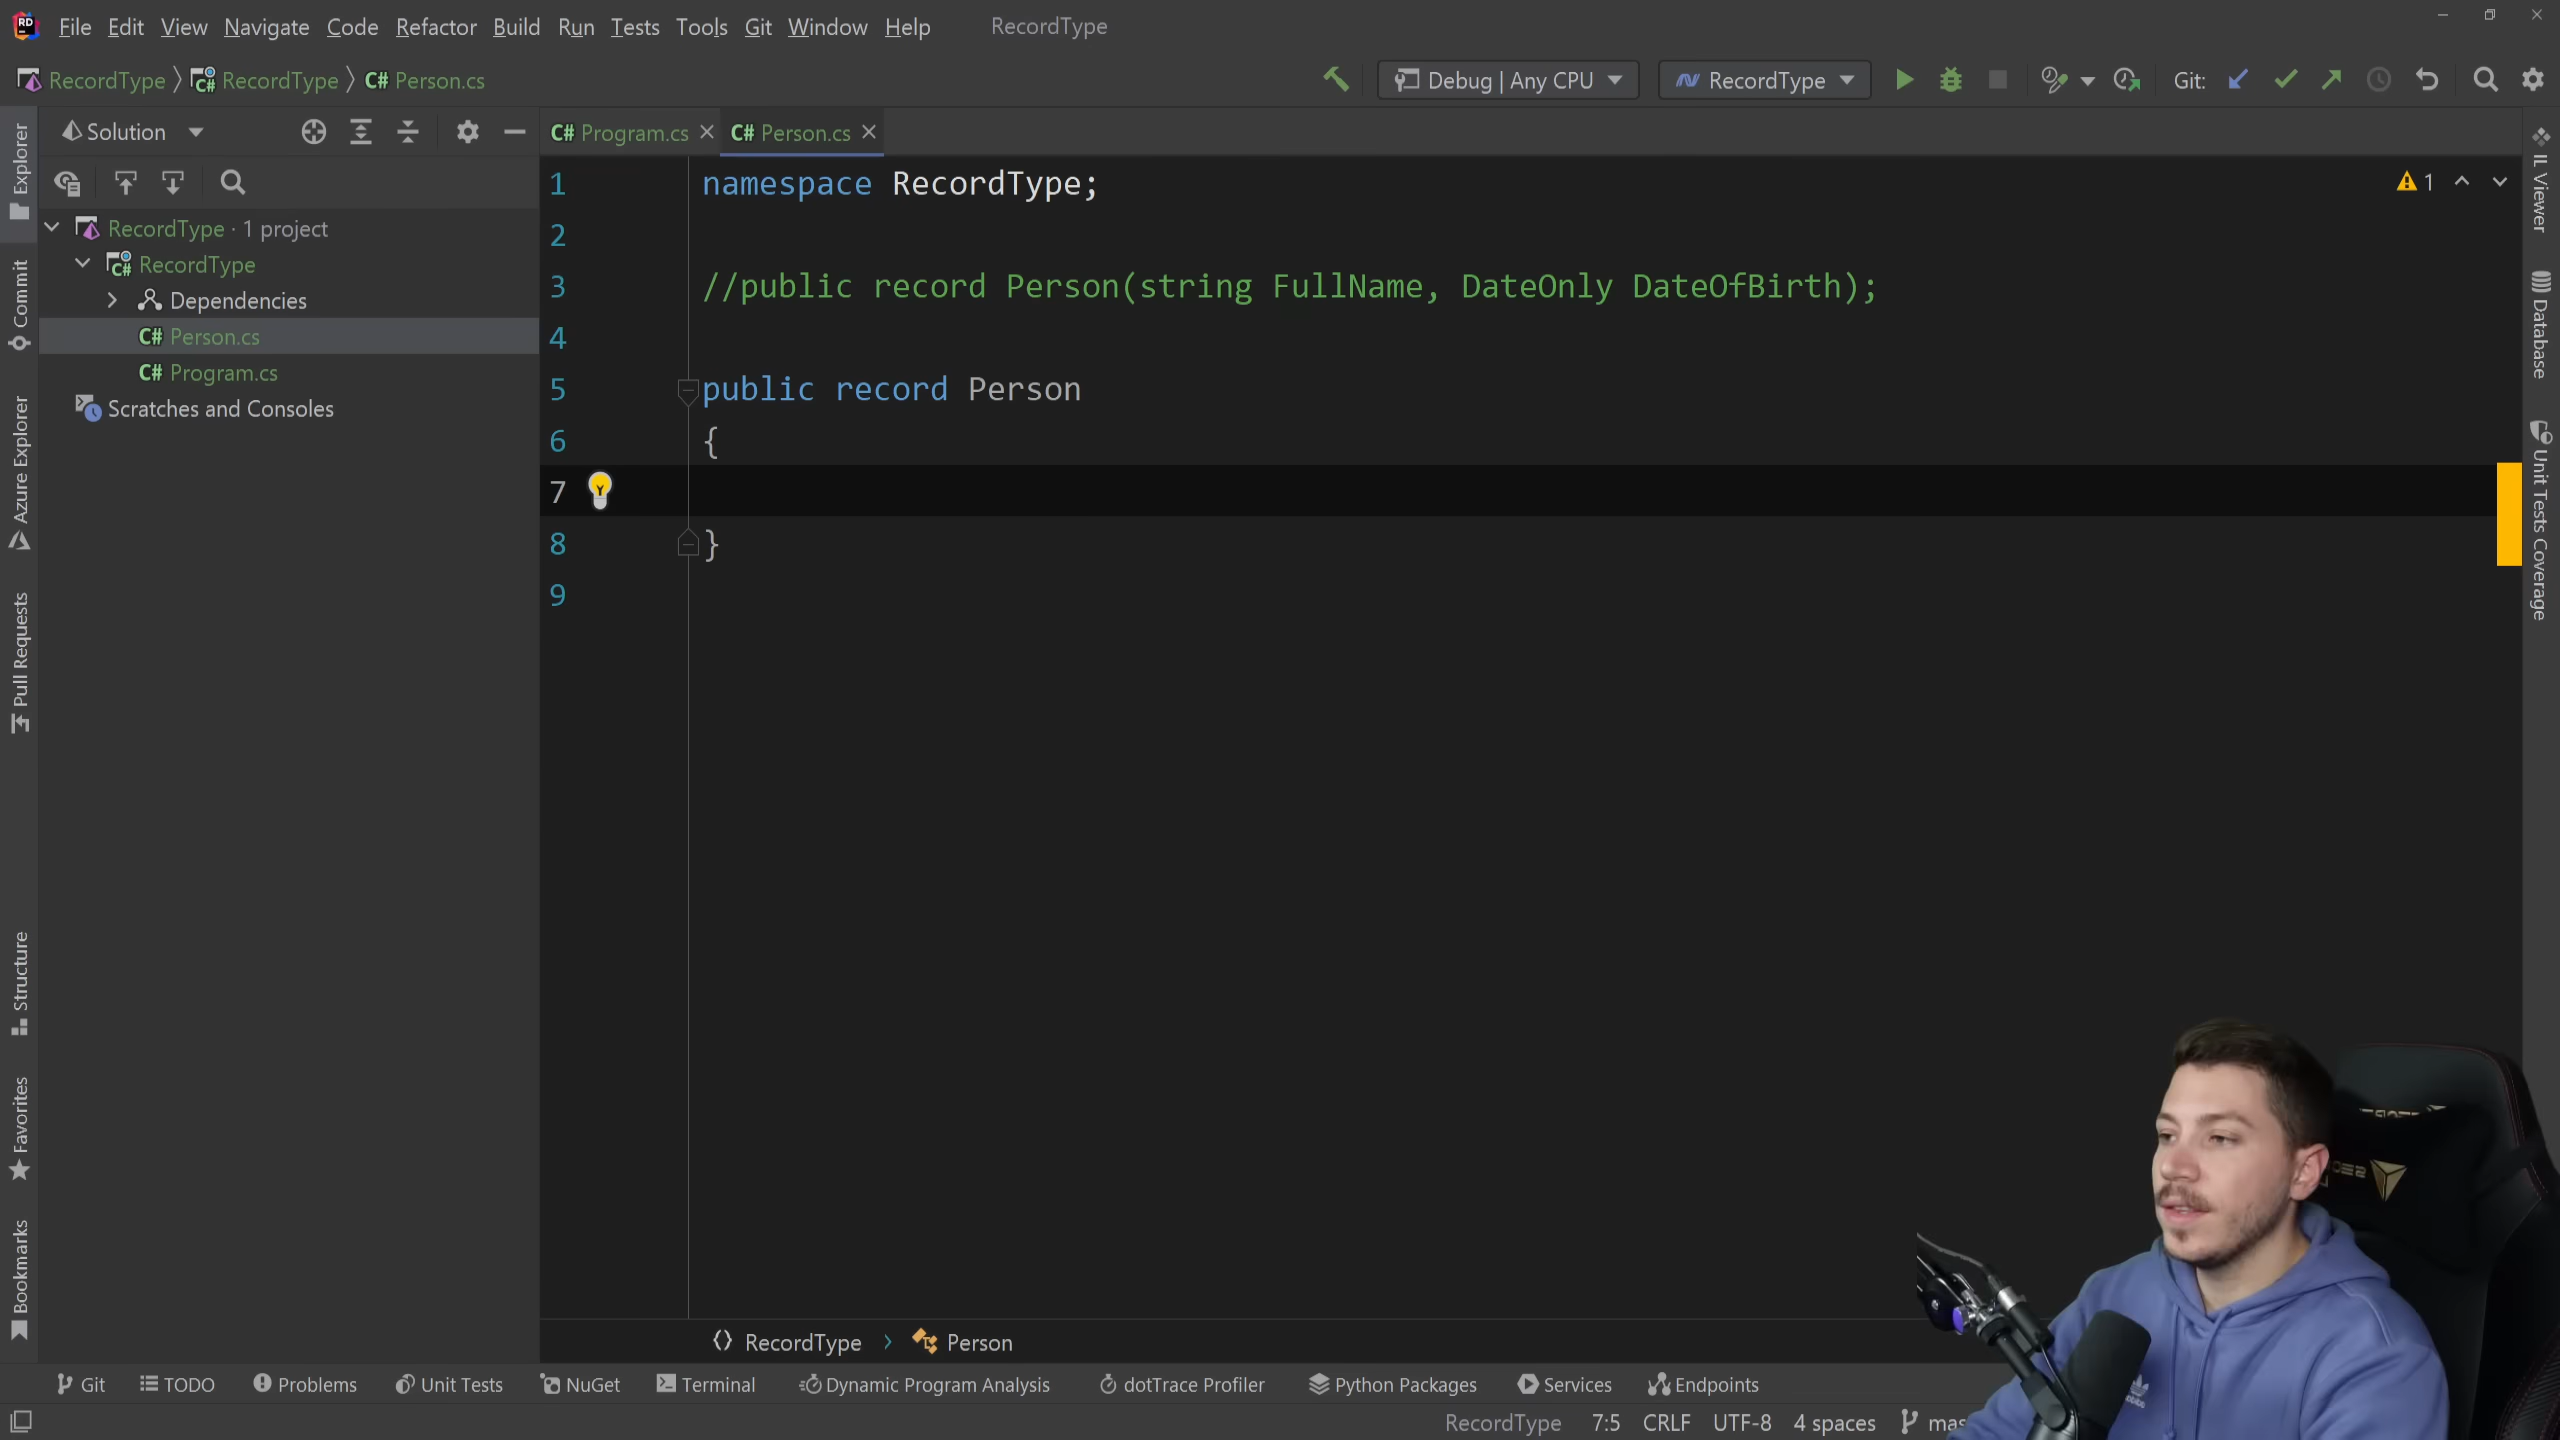 File Edit View Navigate Code Refactor Build Run Tests Tools Git Window Help RecordType
RecordType RecordType C# Person.cs Debug | Any CPU RecordType Git:
Solution
C# Program.cs C# Person.cs
RecordType · 1 project
RecordType
Dependencies
C# Person.cs
C# Program.cs
Scratches and Consoles
1 namespace RecordType;
2
3 //public record Person(string FullName, DateOnly DateOfBirth);
4
5 public record Person
6 {
7
8 }
9
1
Explorer
Commit
Azure Explorer
Pull Requests
Structure
Favorites
Bookmarks
IL Viewer
Database
Unit Tests Coverage
RecordType Person
Git TODO Problems Unit Tests NuGet Terminal Dynamic Program Analysis dotTrace Profiler Python Packages Services Endpoints
RecordType 7:5 CRLF UTF-8 4 spaces